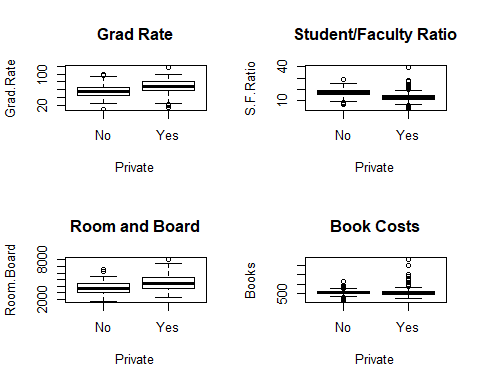 Grad Rate
Grad.Rate
100
20
No Yes
Private
Student/Faculty Ratio
S.F.Ratio
40
10
No Yes
Private
Room and Board
Room.Board
8000
2000
No Yes
Private
Book Costs
Books
500
No Yes
Private